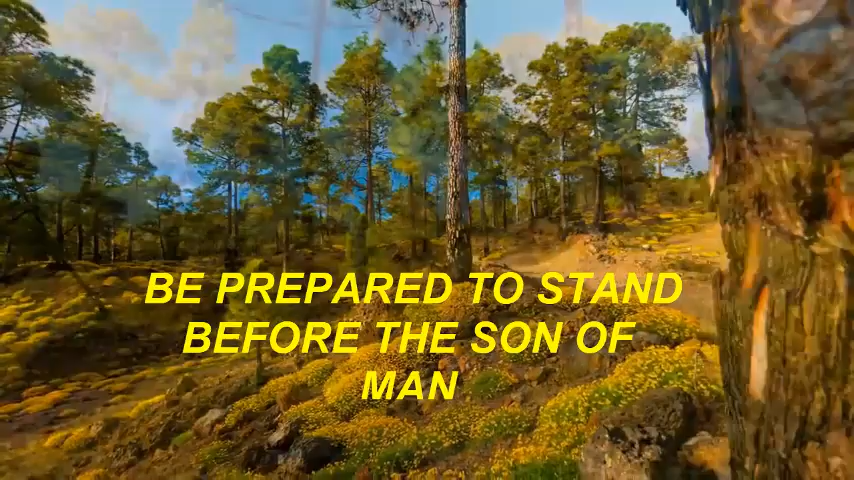 BE PREPARED TO STAND
BEFORE THE SON OF
MAN